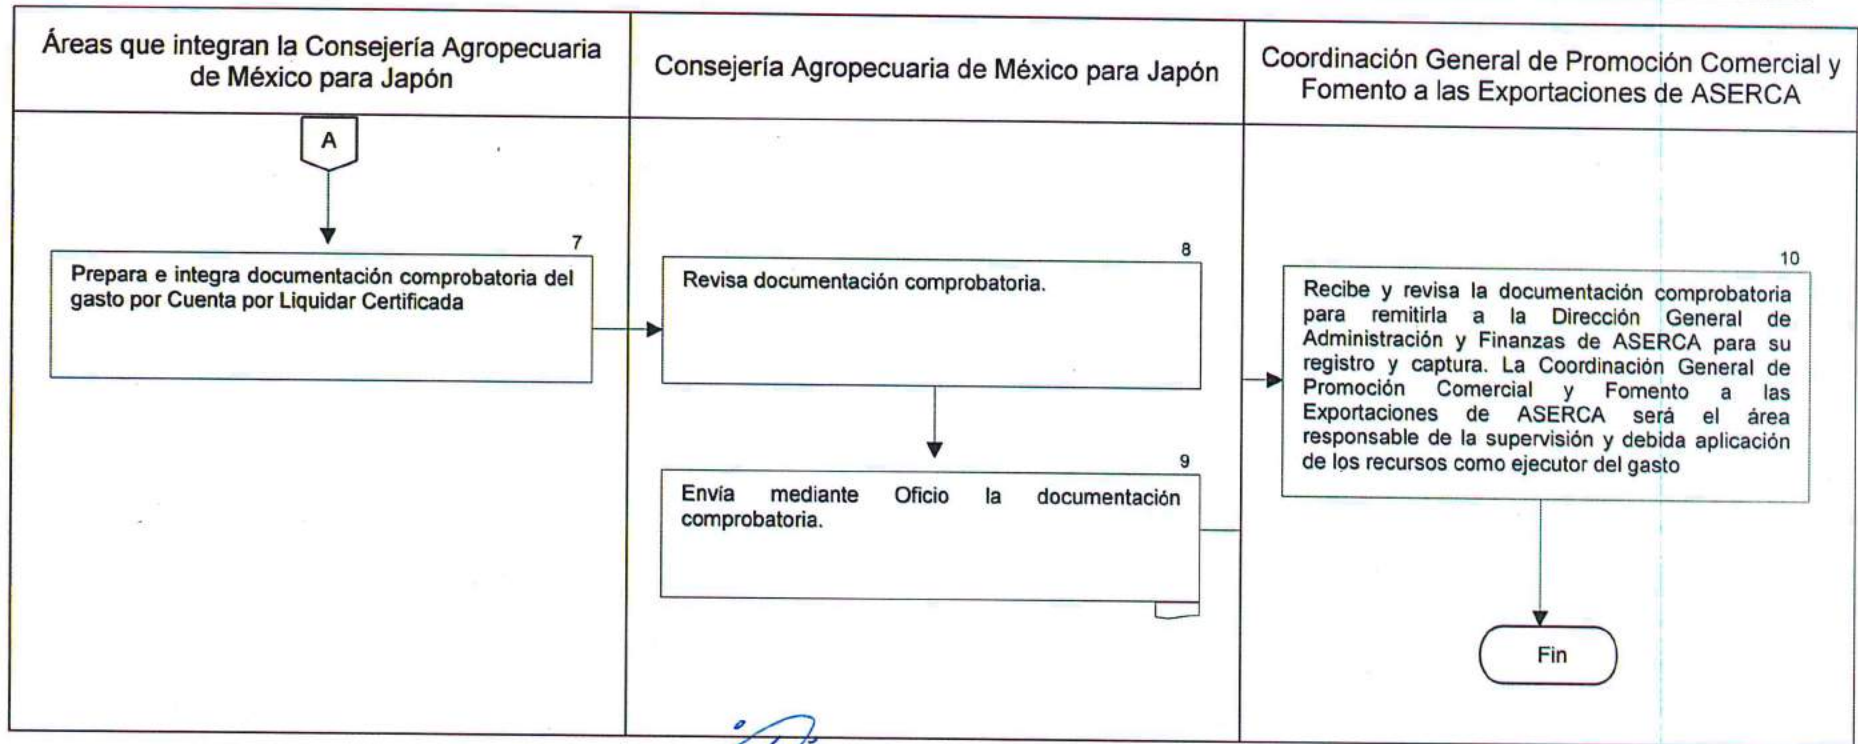 Áreas que integran la Consejería Agropecuaria
de México para Japón
Consejería Agropecuaria de México para Japón
Coordinación General de Promoción Comercial y
Fomento a las Exportaciones de ASERCA
A
7
Prepara e integra documentación comprobatoria del
gasto por Cuenta por Liquidar Certificada
8
Revisa documentación comprobatoria.
9
Envía mediante Oficio la documentación
comprobatoria.
10
Recibe y revisa la documentación comprobatoria
para remitirla a la Dirección General de
Administración y Finanzas de ASERCA para su
registro y captura. La Coordinación General de
Promoción Comercial y Fomento a las
Exportaciones de ASERCA será el área
responsable de la supervisión y debida aplicación
de los recursos como ejecutor del gasto
Fin